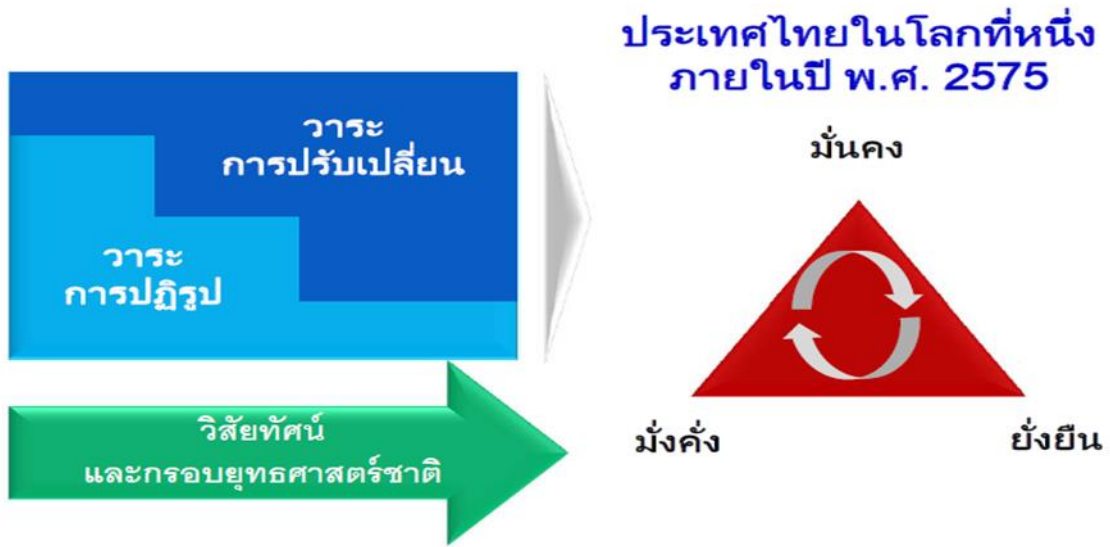 ประเทศไทยในโลกที่หนึ่ง
ภายในปี พ.ศ. 2575
วาระ
การปรับเปลี่ยน
วาระ
การปฏิรูป
มั่นคง
มั่งคั่ง
ยั่งยืน
วิสัยทัศน์
และกรอบยุทธศาสตร์ชาติ